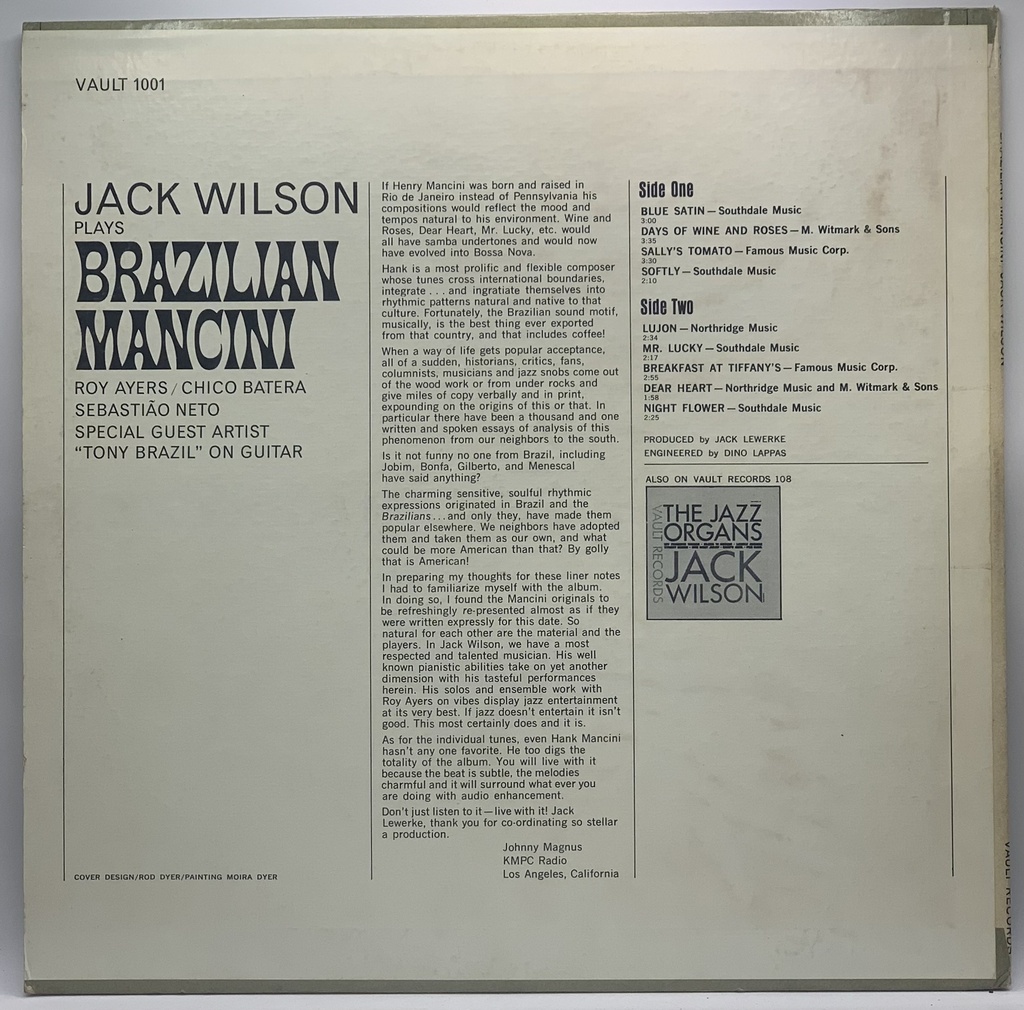 VAULT 1001
JACK WILSON
PLAYS
BRAZILIAN
MANCINI
ROY AYERS / CHICO BATERA
SEBASTIÃO NETO
SPECIAL GUEST ARTIST
“TONY BRAZIL” ON GUITAR
COVER DESIGN/ROD DYER/PAINTING MOIRA DYER
If Henry Mancini was born and raised in
Rio de Janeiro instead of Pennsylvania his
compositions would reflect the mood and
tempos natural to his environment. Wine and
Roses, Dear Heart, Mr. Lucky, etc. would
all have samba undertones and would now
have evolved into Bossa Nova.
Hank is a most prolific and flexible composer
whose tunes cross international boundaries,
integrate . . . and ingratiate themselves into
rhythmic patterns natural and native to that
culture. Fortunately, the Brazilian sound motif,
musically, is the best thing ever exported
from that country, and that includes coffee!
When a way of life gets popular acceptance,
all of a sudden, historians, critics, fans,
columnists, musicians and jazz snobs come out
of the wood work or from under rocks and
give miles of copy verbally and in print,
expounding on the origins of this or that. In
particular there have been a thousand and one
written and spoken essays of analysis of this
phenomenon from our neighbors to the south.
Is it not funny no one from Brazil, including
Jobim, Bonfa, Gilberto, and Menescal
have said anything?
The charming sensitive, soulful rhythmic
expressions originated in Brazil and the
Brazilians...and only they, have made them
popular elsewhere. We neighbors have adopted
them and taken them as our own, and what
could be more American than that? By golly
that is American!
In preparing my thoughts for these liner notes
I had to familiarize myself with the album.
In doing so, I found the Mancini originals to
be refreshingly re-presented almost as if they
were written expressly for this date. So
natural for each other are the material and the
players. In Jack Wilson, we have a most
respected and talented musician. His well
known pianistic abilities take on yet another
dimension with his tasteful performances
herein. His solos and ensemble work with
Roy Ayers on vibes display jazz entertainment
at its very best. If jazz doesn't entertain it isn't
good. This most certainly does and it is.
As for the individual tunes, even Hank Mancini
hasn't any one favorite. He too digs the
totality of the album. You will live with it
because the beat is subtle, the melodies
charmful and it will surround what ever you
are doing with audio enhancement.
Don't just listen to it—live with it! Jack
Lewerke, thank you for co-ordinating so stellar
a production.
Johnny Magnus
KMPC Radio
Los Angeles, California
Side One
BLUE SATIN — Southdale Music
3:00
DAYS OF WINE AND ROSES — M. Witmark & Sons
3:35
SALLY'S TOMATO — Famous Music Corp.
3:30
SOFTLY — Southdale Music
2:10
Side Two
LUJON — Northridge Music
2:34
MR. LUCKY — Southdale Music
2:17
BREAKFAST AT TIFFANY'S — Famous Music Corp.
2:55
DEAR HEART — Northridge Music and M. Witmark & Sons
1:58
NIGHT FLOWER — Southdale Music
2:25
PRODUCED by JACK LEWERKE
ENGINEERED by DINO LAPPAS
ALSO ON VAULT RECORDS 108
VAULT RECORDS
THE JAZZ
ORGANS
JACK
WILSON
VAULT RECORDS